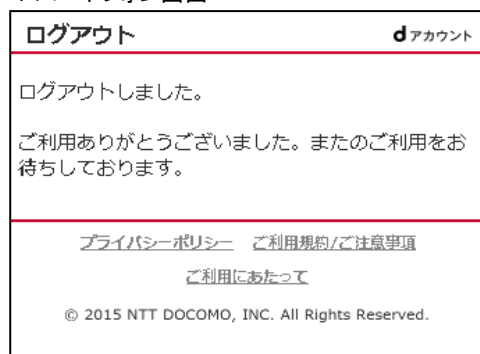 ログアウト
dアカウント
ログアウトしました。
ご利用ありがとうございました。またのご利用をお
待ちしております。
プライバシーポリシー ご利用規約/ご注意事項
ご利用にあたって
© 2015 NTT DOCOMO, INC. All Rights Reserved.